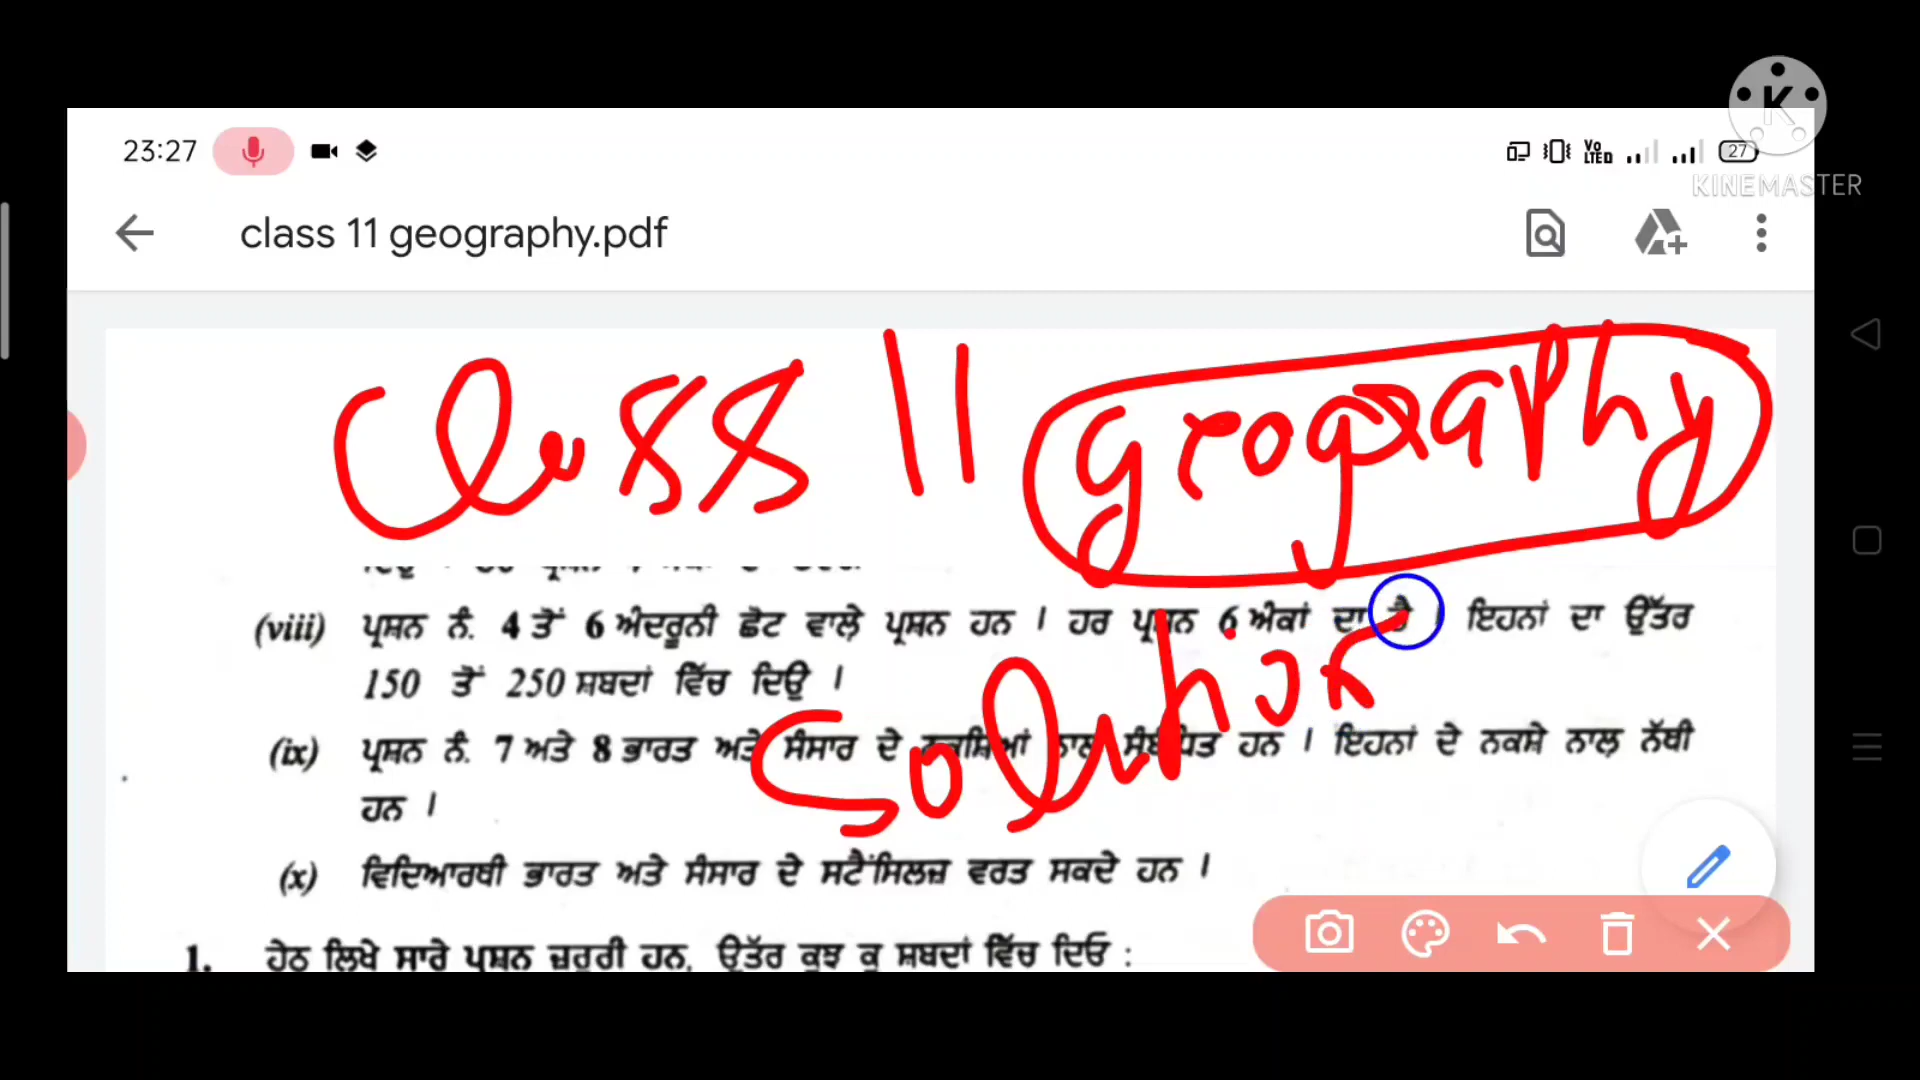 23:27
27
KINEMASTER
class 11 geography.pdf
Class 11 geography
(viii) ਪ੍ਰਸ਼ਨ ਨੰ. 4 ਤੋਂ 6 ਅੰਦਰੂਨੀ ਛੋਟ ਵਾਲੇ ਪ੍ਰਸ਼ਨ ਹਨ । ਹਰ ਪ੍ਰਸ਼ਨ 6 ਅੰਕਾਂ ਦਾ ਹੈ । ਇਹਨਾਂ ਦਾ ਉੱਤਰ
150 ਤੋਂ 250 ਸ਼ਬਦਾਂ ਵਿੱਚ ਦਿਉ ।
Solution
(ix) ਪ੍ਰਸ਼ਨ ਨੰ. 7 ਅਤੇ 8 ਭਾਰਤ ਅਤੇ ਸੰਸਾਰ ਦੇ ਨਕਸ਼ਿਆਂ ਨਾਲ ਸੰਬੰਧਿਤ ਹਨ । ਇਹਨਾਂ ਦੇ ਨਕਸ਼ੇ ਨਾਲ ਨੱਥੀ
ਹਨ ।
(x) ਵਿਦਿਆਰਥੀ ਭਾਰਤ ਅਤੇ ਸੰਸਾਰ ਦੇ ਸਟੈਂਸਿਲਜ਼ ਵਰਤ ਸਕਦੇ ਹਨ ।
1. ਹੇਠ ਲਿਖੇ ਸਾਰੇ ਪ੍ਰਸ਼ਨ ਜ਼ਰੂਰੀ ਹਨ, ਉੱਤਰ ਕੁਝ ਕੁ ਸ਼ਬਦਾਂ ਵਿੱਚ ਦਿਓ :